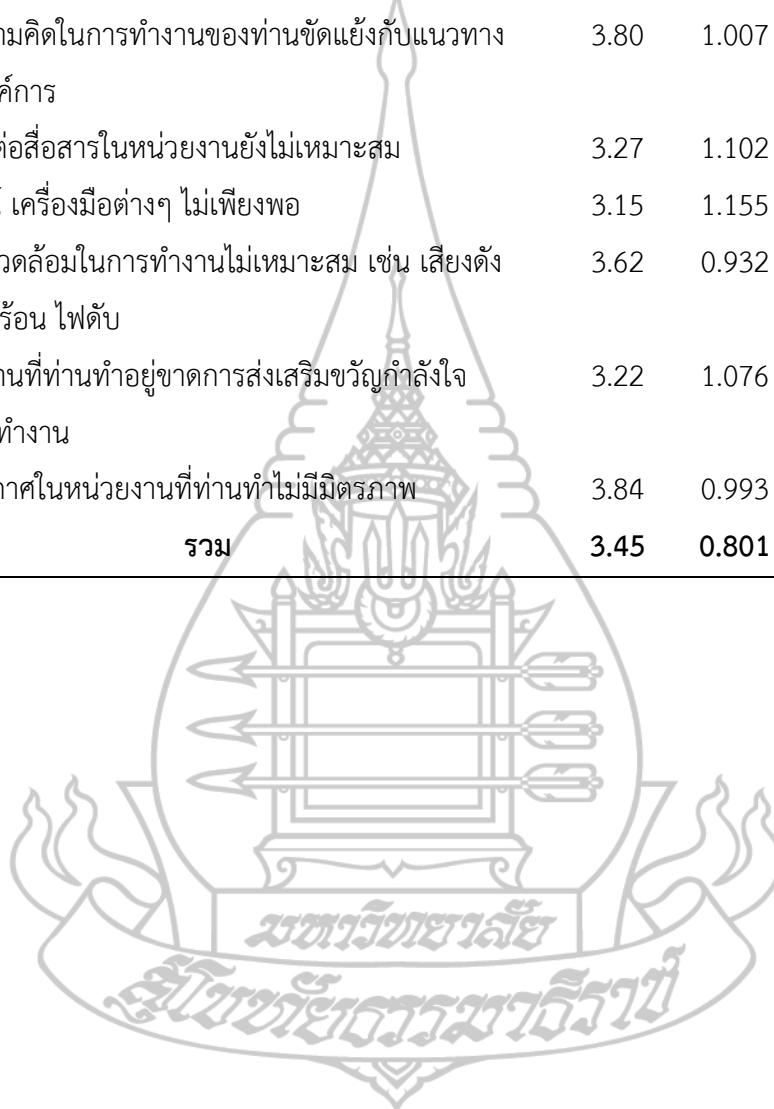 ามคิดในการทำงานของท่านขัดแย้งกับแนวทาง 3.80 1.007
ค์การ
ต่อสื่อสารในหน่วยงานยังไม่เหมาะสม 3.27 1.102
เครื่องมือต่างๆ ไม่เพียงพอ 3.15 1.155
วดล้อมในการทำงานไม่เหมาะสม เช่น เสียงดัง 3.62 0.932
ร้อน ไฟดับ
านที่ท่านทำอยู่ขาดการส่งเสริมขวัญกำลังใจ 3.22 1.076
ทำงาน
กาศในหน่วยงานที่ท่านทำไม่มีมิตรภาพ 3.84 0.993
รวม 3.45 0.801
มหาวิทยาลัย
สุโขทัยธรรมาธิราช